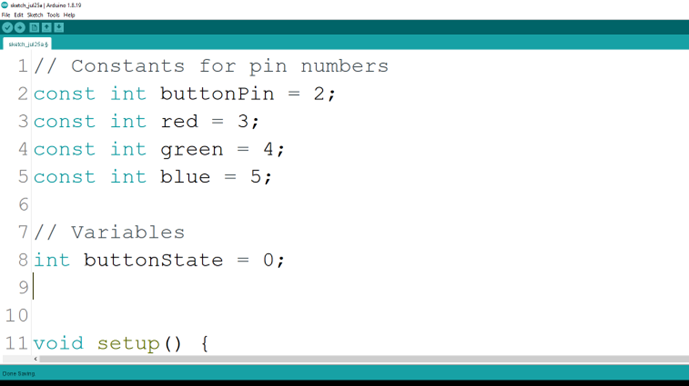 sketch_jul25a | Arduino 1.8.19
File Edit Sketch Tools Help
sketch_jul25a §
1 // Constants for pin numbers
2 const int buttonPin = 2;
3 const int red = 3;
4 const int green = 4;
5 const int blue = 5;
6
7 // Variables
8 int buttonState = 0;
9
10
11 void setup() {
Done Saving.